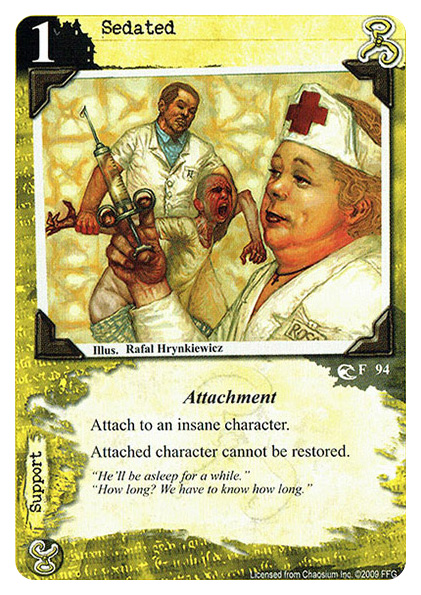 1
Sedated
Illus. Rafal Hrynkiewicz
F 94
Attachment
Attach to an insane character.
Attached character cannot be restored.
"He'll be asleep for a while."
"How long? We have to know how long."
Support
Licensed from Chaosium Inc. ©2009 FFG